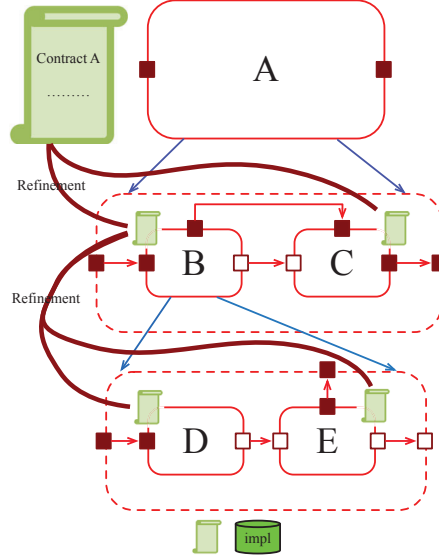 Contract A
.........
A
Refinement
B
C
Refinement
D
E
impl